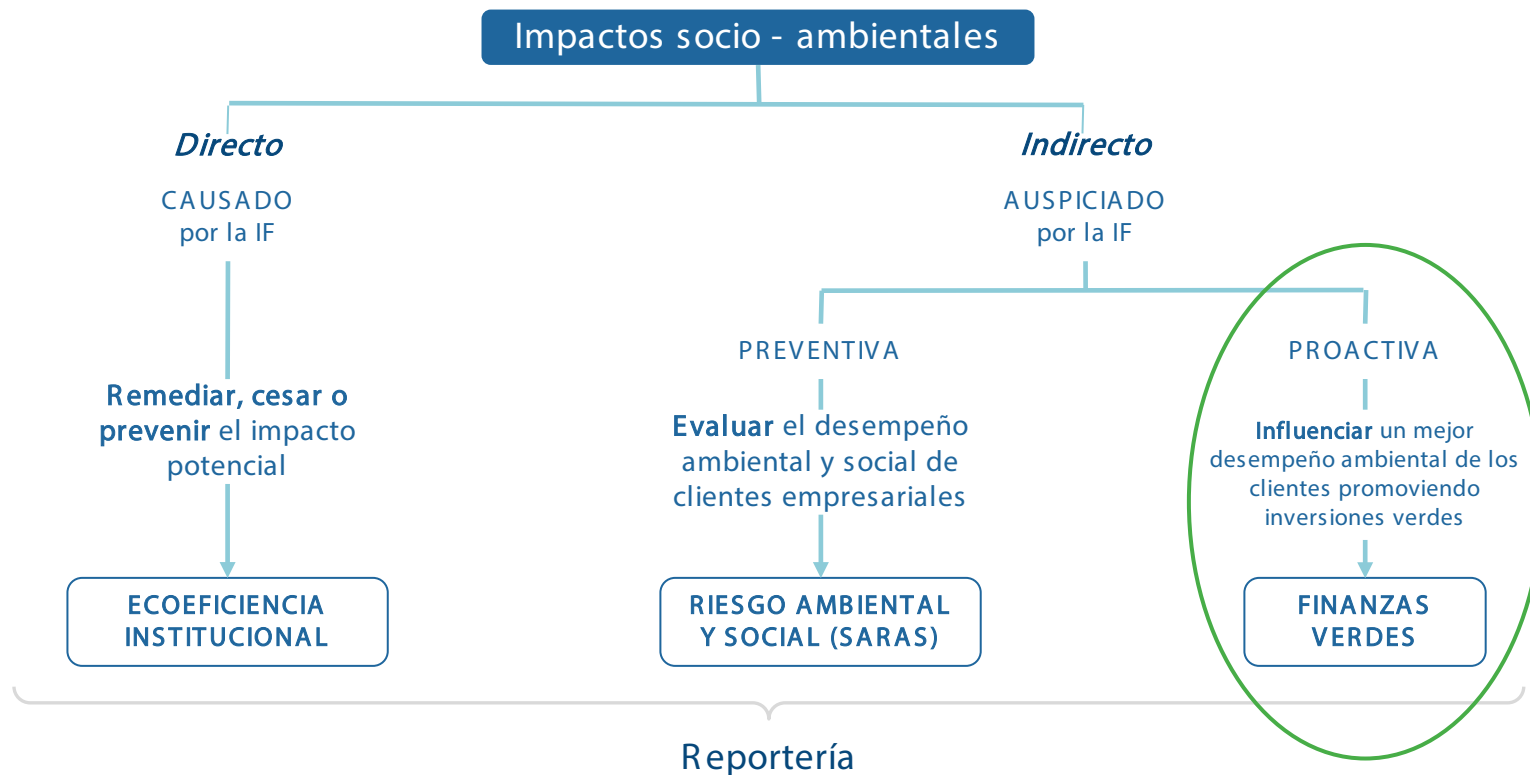 Impactos socio - ambientales
Directo
CAUSADO
por la IF
Remediar, cesar o
prevenir el impacto
potencial
ECOEFICIENCIA
INSTITUCIONAL
Indirecto
AUSPICIADO
por la IF
PREVENTIVA
Evaluar el desempeño
ambiental y social de
clientes empresariales
RIESGO AMBIENTAL
Y SOCIAL (SARAS)
PROACTIVA
Influenciar un mejor
desempeño ambiental de los
clientes promoviendo
inversiones verdes
FINANZAS
VERDES
Reportería